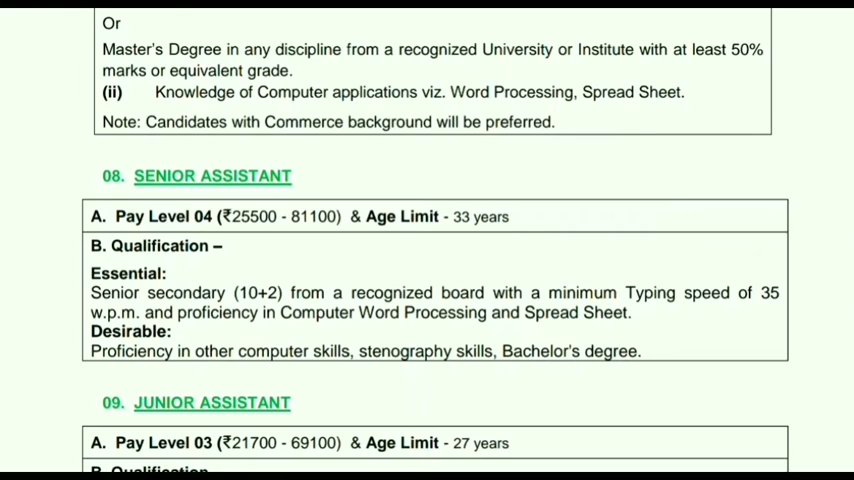 Or
Master's Degree in any discipline from a recognized University or Institute with at least 50%
marks or equivalent grade.
(ii) Knowledge of Computer applications viz. Word Processing, Spread Sheet.
Note: Candidates with Commerce background will be preferred.
08. SENIOR ASSISTANT
A. Pay Level 04 (₹25500 - 81100) & Age Limit - 33 years
B. Qualification –
Essential:
Senior secondary (10+2) from a recognized board with a minimum Typing speed of 35
w.p.m. and proficiency in Computer Word Processing and Spread Sheet.
Desirable:
Proficiency in other computer skills, stenography skills, Bachelor's degree.
09. JUNIOR ASSISTANT
A. Pay Level 03 (₹21700 - 69100) & Age Limit - 27 years
B. Qualification